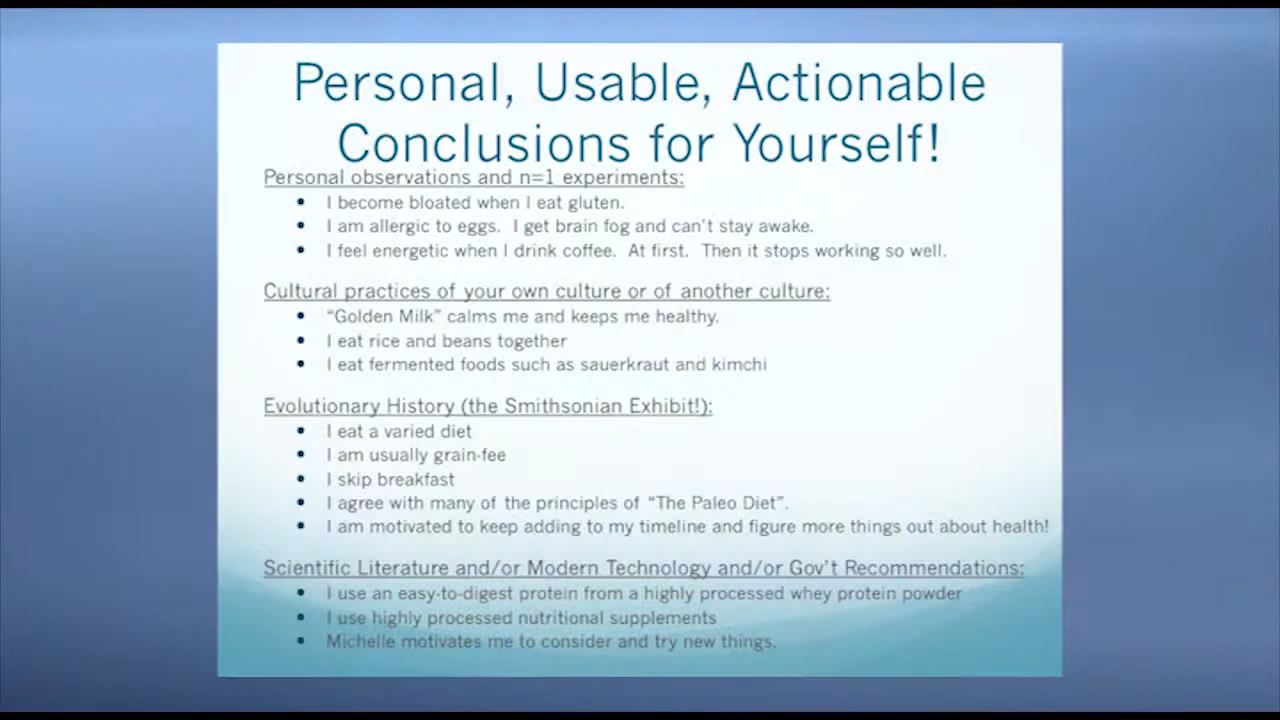 Personal, Usable, Actionable
Conclusions for Yourself!
Personal observations and n=1 experiments:
• I become bloated when I eat gluten.
• I am allergic to eggs.  I get brain fog and can't stay awake.
• I feel energetic when I drink coffee.  At first.  Then it stops working so well.
Cultural practices of your own culture or of another culture:
• “Golden Milk” calms me and keeps me healthy.
• I eat rice and beans together
• I eat fermented foods such as sauerkraut and kimchi
Evolutionary History (the Smithsonian Exhibit!):
• I eat a varied diet
• I am usually grain-fee
• I skip breakfast
• I agree with many of the principles of “The Paleo Diet”.
• I am motivated to keep adding to my timeline and figure more things out about health!
Scientific Literature and/or Modern Technology and/or Gov't Recommendations:
• I use an easy-to-digest protein from a highly processed whey protein powder
• I use highly processed nutritional supplements
• Michelle motivates me to consider and try new things.